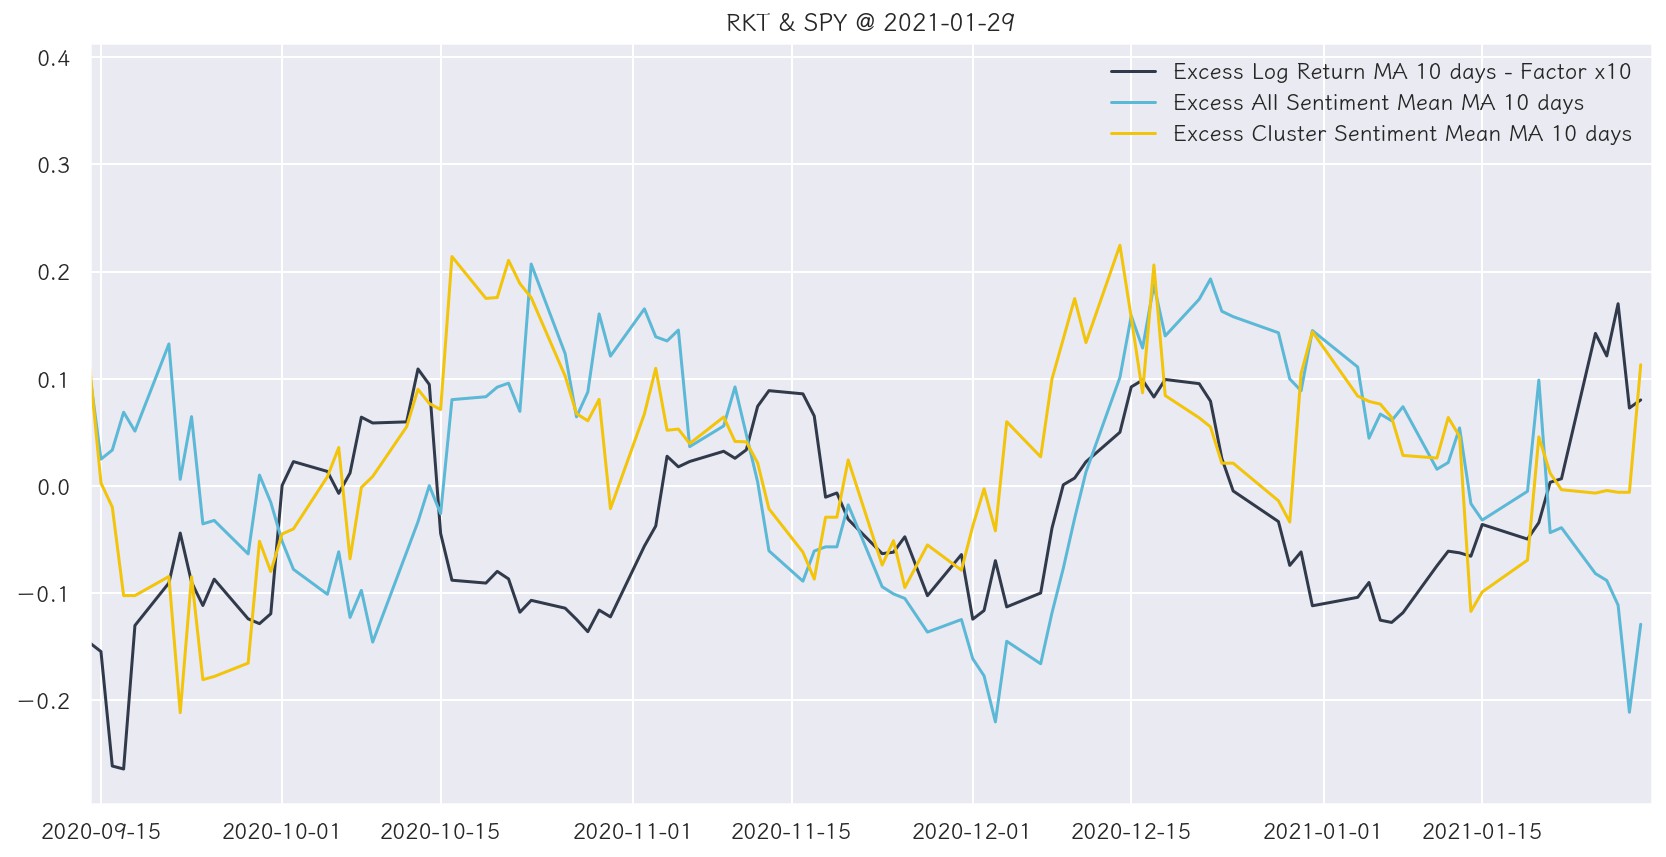 RKT & SPY @ 2021-01-29
Excess Log Return MA 10 days - Factor x10
Excess All Sentiment Mean MA 10 days
Excess Cluster Sentiment Mean MA 10 days
0.4
0.3
0.2
0.1
0.0
−0.1
−0.2
2020-09-15 2020-10-01 2020-10-15 2020-11-01 2020-11-15 2020-12-01 2020-12-15 2021-01-01 2021-01-15